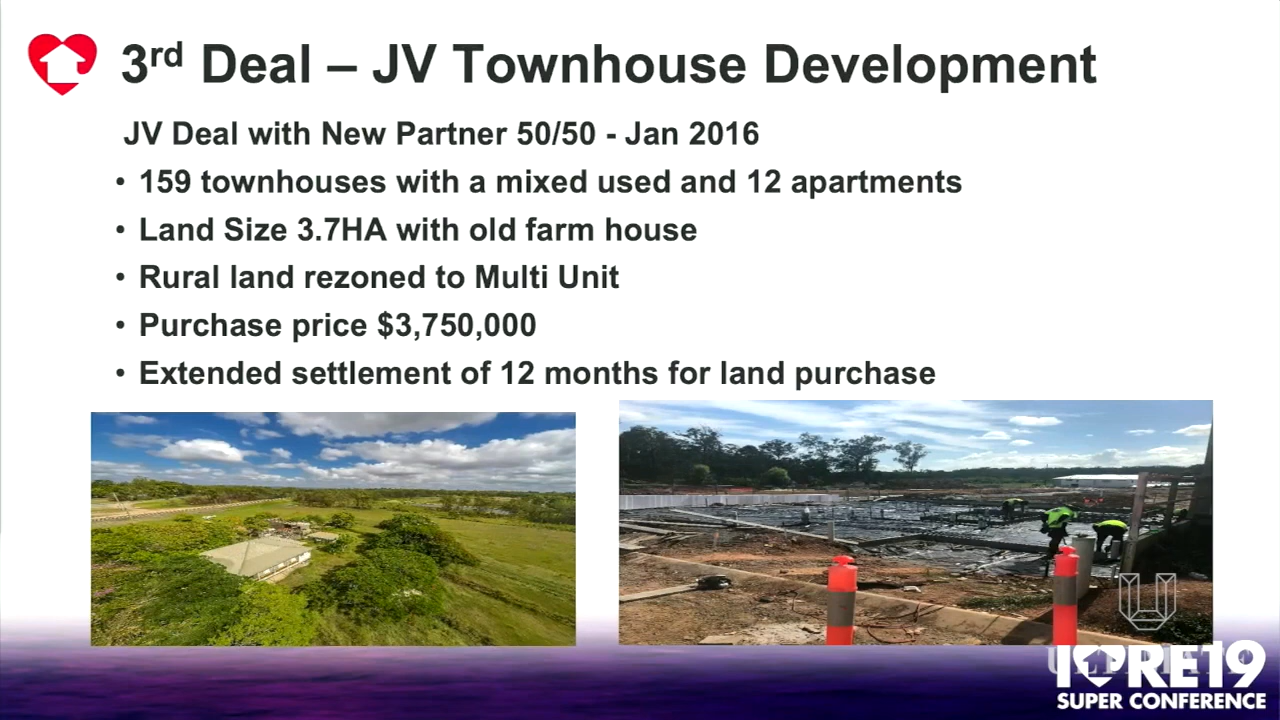 3rd Deal – JV Townhouse Development
JV Deal with New Partner 50/50 - Jan 2016
• 159 townhouses with a mixed used and 12 apartments
• Land Size 3.7HA with old farm house
• Rural land rezoned to Multi Unit
• Purchase price $3,750,000
• Extended settlement of 12 months for land purchase
U
I RE19
SUPER CONFERENCE